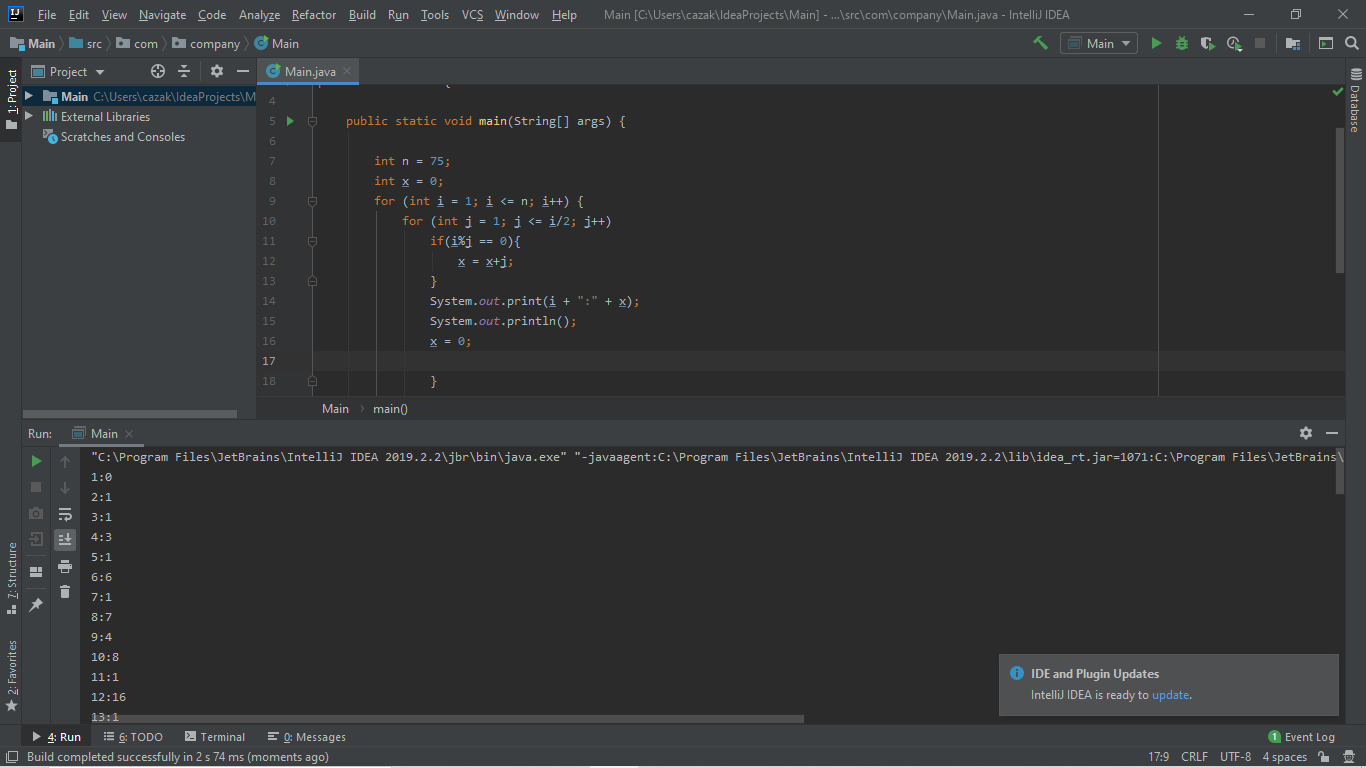 File Edit View Navigate Code Analyze Refactor Build Run Tools VCS Window Help Main [C:\Users\cazak\IdeaProjects\Main] - ...\src\com\company\Main.java - IntelliJ IDEA
Main src com company Main Main
Project Main.java
1: Project
Main C:\Users\cazak\IdeaProjects\M
External Libraries
Scratches and Consoles
Database
4
5 public static void main(String[] args) {
6
7 int n = 75;
8 int x = 0;
9 for (int i = 1; i <= n; i++) {
10 for (int j = 1; j <= i/2; j++)
11 if(i%j == 0){
12 x = x+j;
13 }
14 System.out.print(i + ":" + x);
15 System.out.println();
16 x = 0;
17
18 }
Main main()
Run: Main
"C:\Program Files\JetBrains\IntelliJ IDEA 2019.2.2\jbr\bin\java.exe" "-javaagent:C:\Program Files\JetBrains\IntelliJ IDEA 2019.2.2\lib\idea_rt.jar=1071:C:\Program Files\JetBrains\
1:0
2:1
3:1
4:3
5:1
6:6
7:1
8:7
9:4
10:8
11:1
12:16
13:1
7: Structure
2: Favorites
IDE and Plugin Updates
IntelliJ IDEA is ready to update.
4: Run 6: TODO Terminal 0: Messages 1 Event Log
Build completed successfully in 2 s 74 ms (moments ago) 17:9 CRLF UTF-8 4 spaces